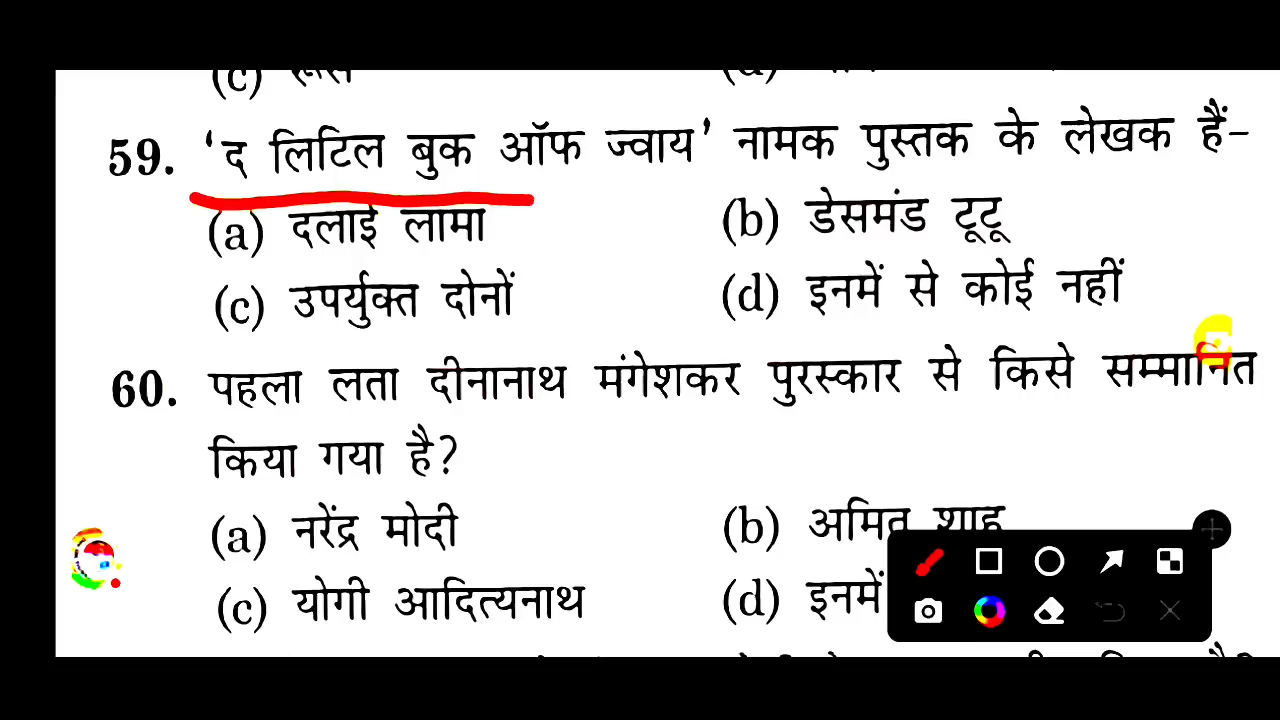 (c) रूस
59. ‘द लिटिल बुक ऑफ ज्वाय’ नामक पुस्तक के लेखक हैं–
(a) दलाई लामा (b) डेसमंड टूटू
(c) उपर्युक्त दोनों (d) इनमें से कोई नहीं
60. पहला लता दीनानाथ मंगेशकर पुरस्कार से किसे सम्मानित
किया गया है?
(a) नरेंद्र मोदी (b) अमित शाह
(c) योगी आदित्यनाथ (d) इनमें